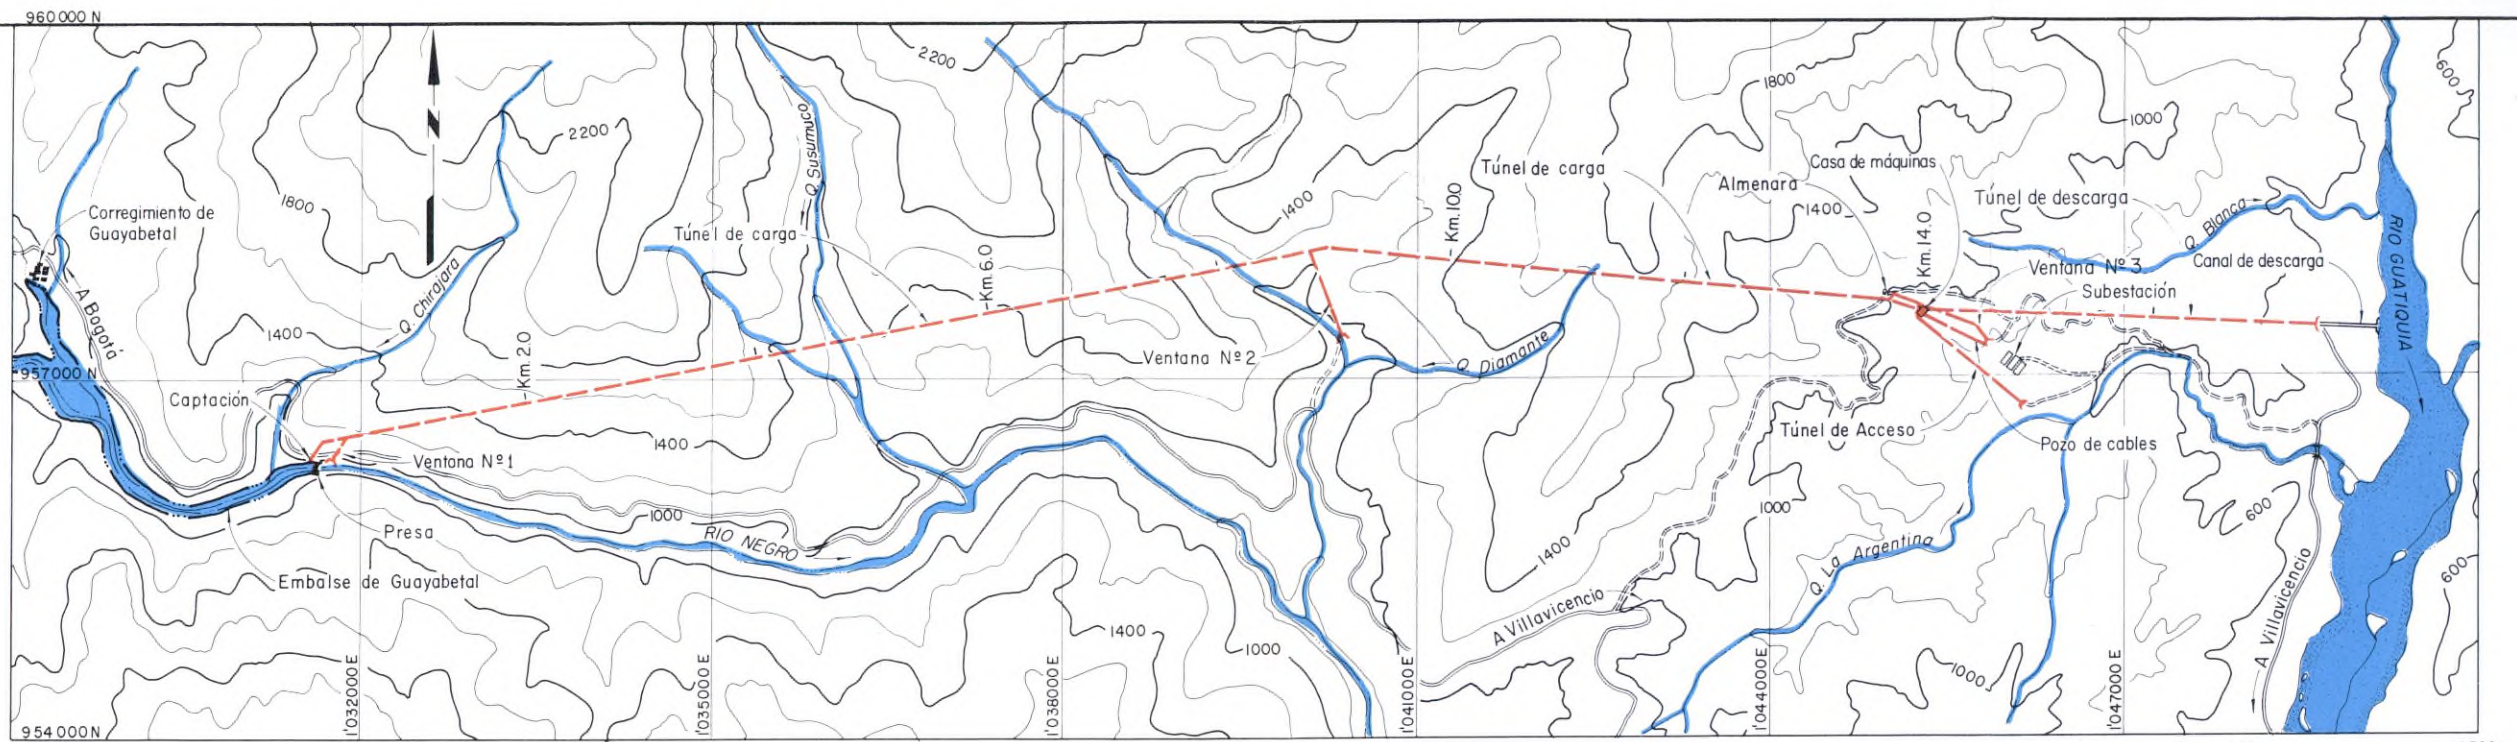 960000 N
2200
2200
1800
600
1000
Q. Susumuco
1800
1400
Corregimiento de
Guayabetal
A Bogotá
Q. Chirajara
1400
Túnel de carga
Km. 2.0
Km 6.0
Túnel de carga
Km. 10.0
Almenara
Casa de máquinas
1400
Km. 14.0
Túnel de descarga
Q. Blanca
Ventana Nº 3
Canal de descarga
Subestación
RIO GUATIQUIA
957000 N
Captación
Ventana Nº 2
Q. Diamante
1400
Ventana Nº 1
Túnel de Acceso
Pozo de cables
Presa
1000
RIO NEGRO
1400
1000
600
Embalse de Guayabetal
Q. La Argentina
A Villavicencio
600
1400
1000
A Villavicencio
1000
954000 N
1'032000 E
1'035000 E
1'038000 E
1'041000 E
1'044000 E
1'047000 E
N